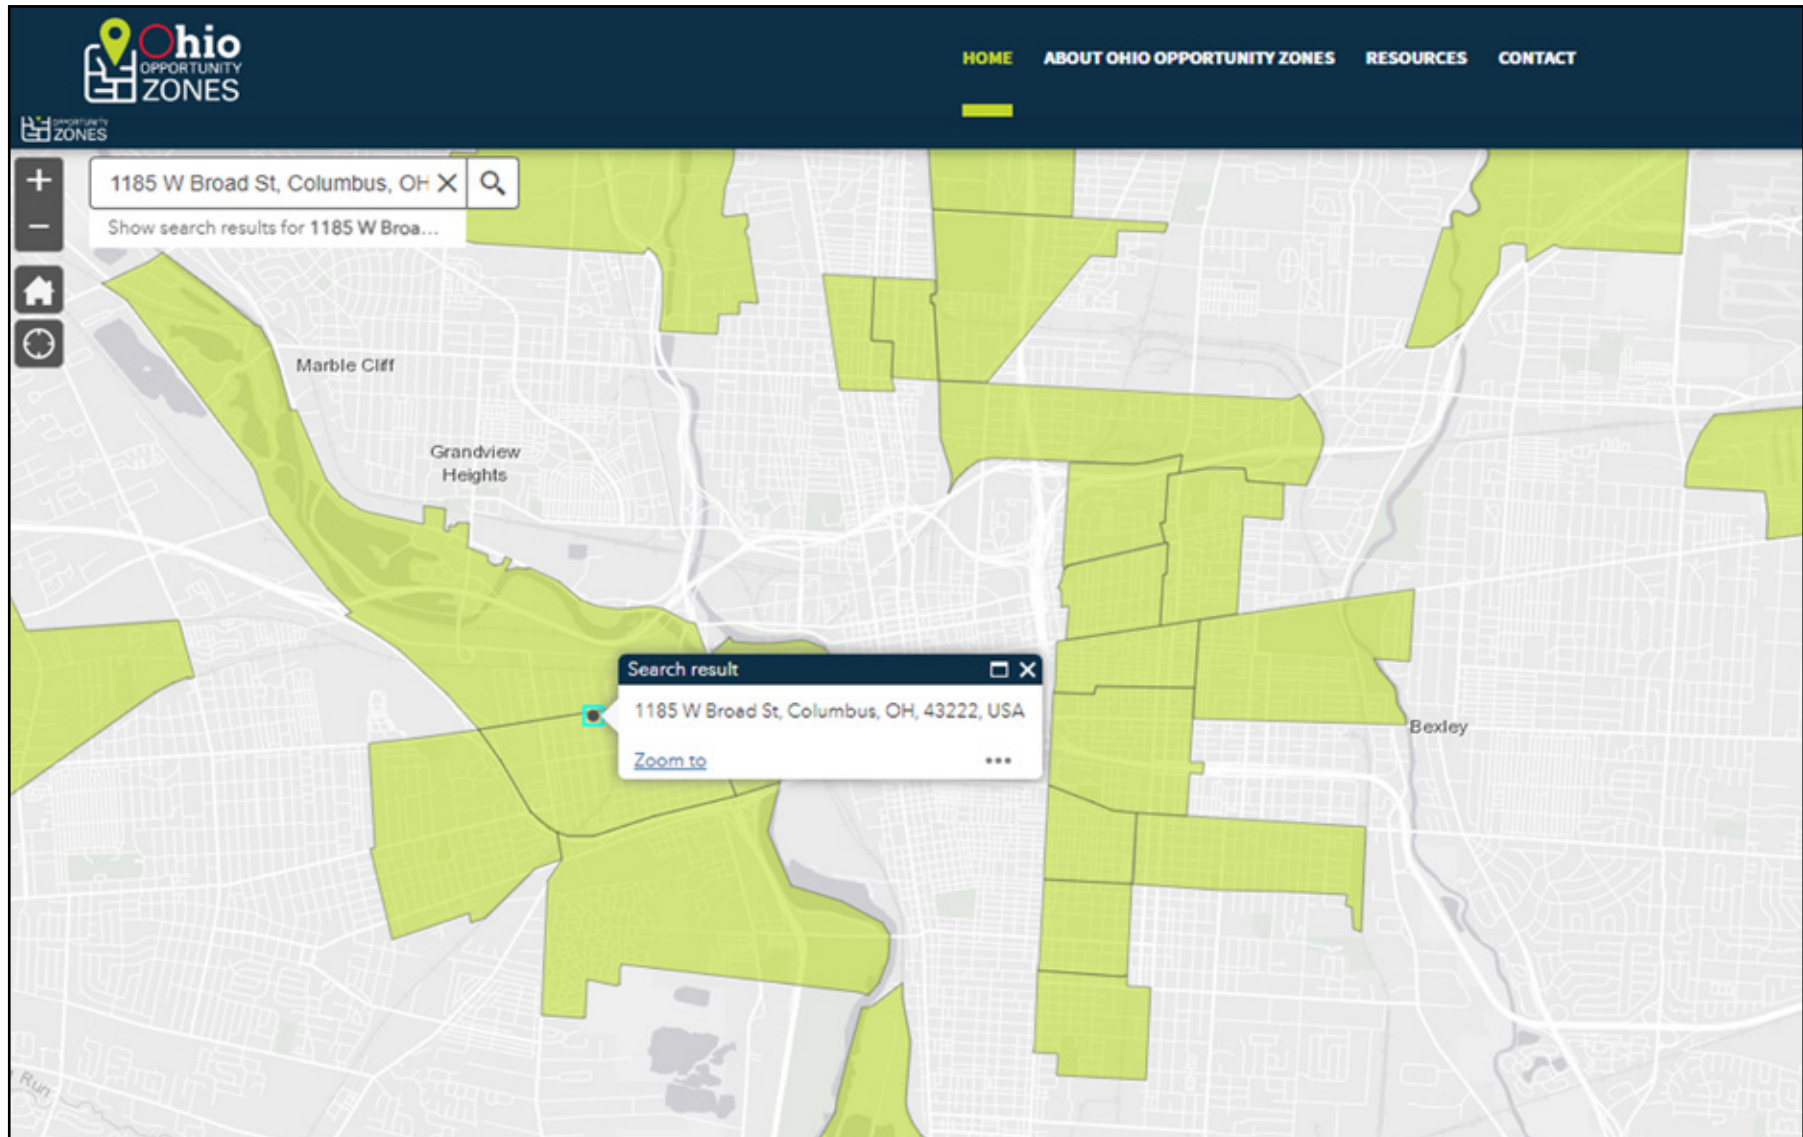 Ohio
OPPORTUNITY
ZONES
HOME ABOUT OHIO OPPORTUNITY ZONES RESOURCES CONTACT
OPPORTUNITY
ZONES
+
1185 W Broad St, Columbus, OH
−
Show search results for 1185 W Broa...
Marble Cliff
Grandview
Heights
Search result
1185 W Broad St, Columbus, OH, 43222, USA
Zoom to
•••
Bexley
Run